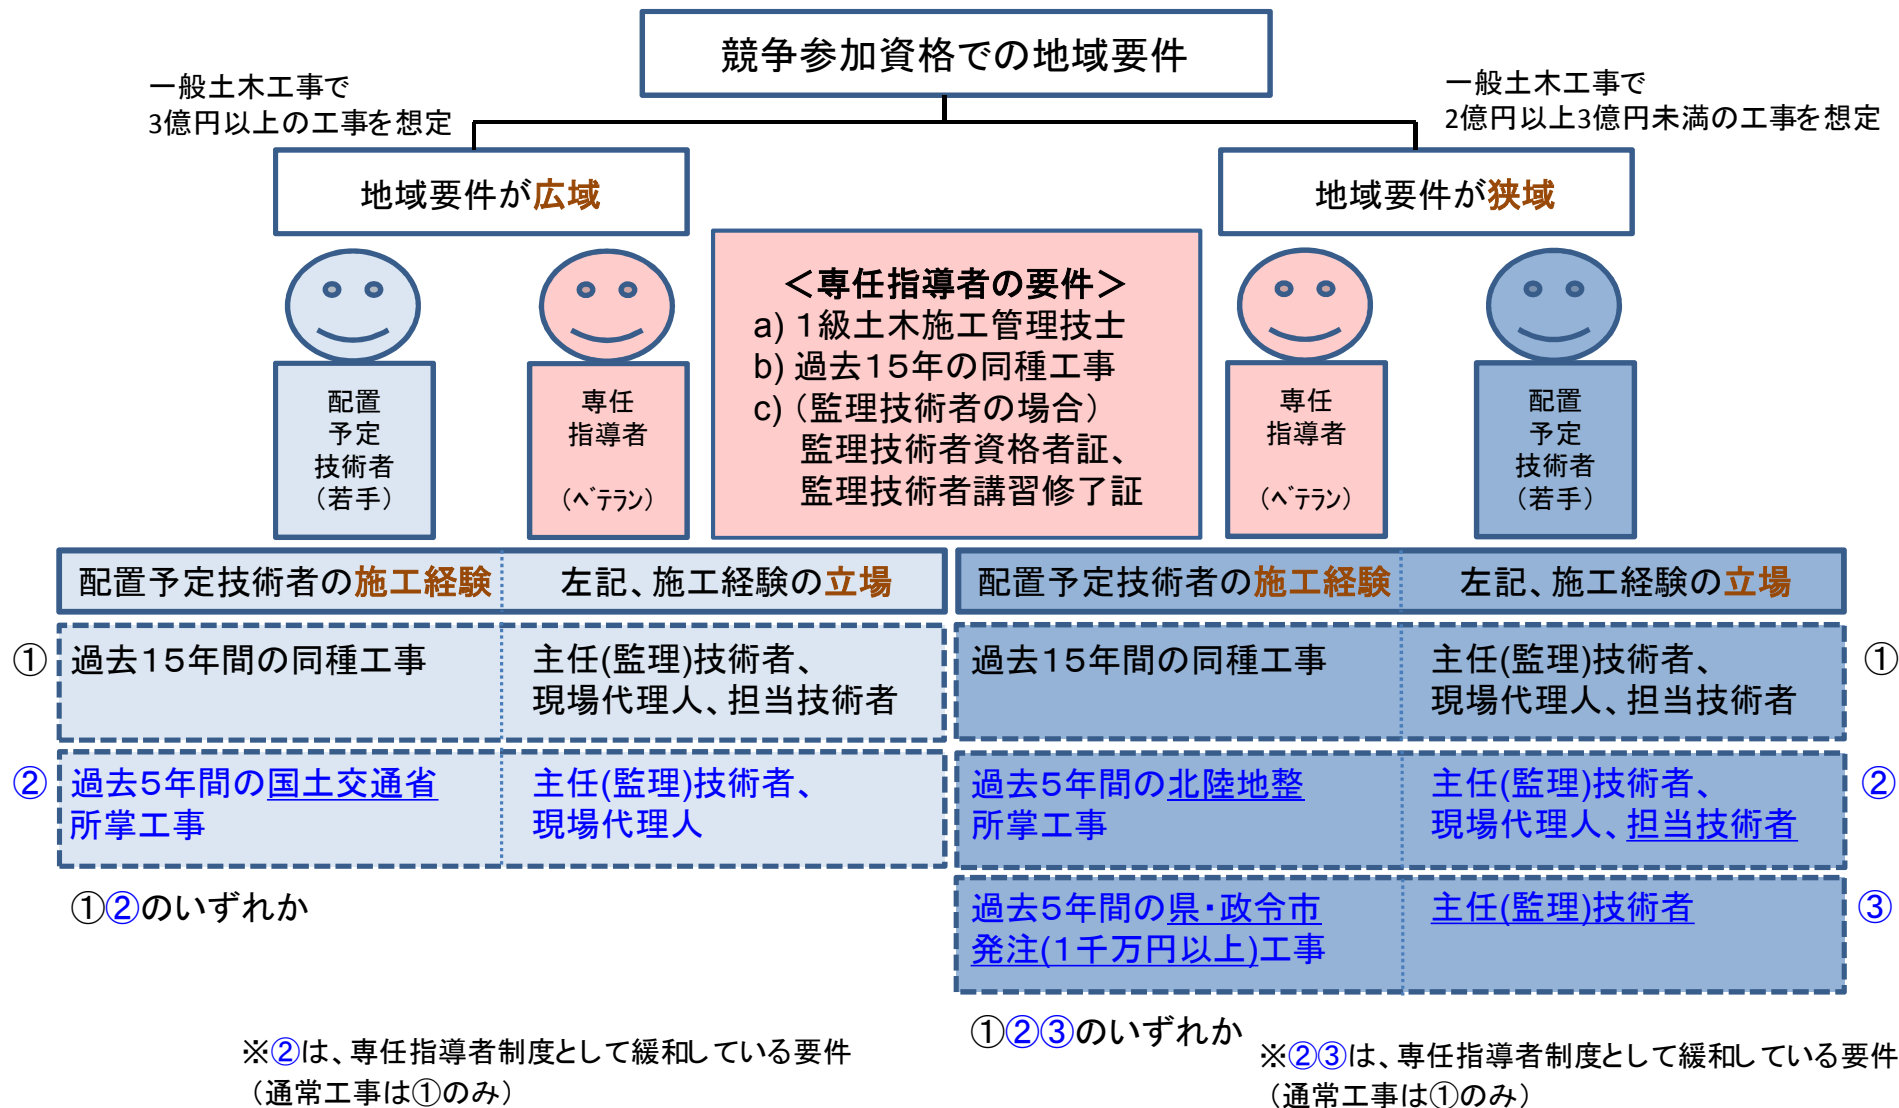 競争参加資格での地域要件
一般土木工事で
3億円以上の工事を想定
一般土木工事で
2億円以上3億円未満の工事を想定
地域要件が広域
地域要件が狭域
配置
予定
技術者
（若手）
専任
指導者
（ﾍﾞﾃﾗﾝ）
＜専任指導者の要件＞
a) １級土木施工管理技士
b) 過去１５年の同種工事
c) （監理技術者の場合）
監理技術者資格者証、
監理技術者講習修了証
専任
指導者
（ﾍﾞﾃﾗﾝ）
配置
予定
技術者
（若手）
配置予定技術者の施工経験
左記、施工経験の立場
① 過去１５年間の同種工事
主任(監理)技術者、
現場代理人、担当技術者
② 過去５年間の国土交通省
所掌工事
主任(監理)技術者、
現場代理人
①②のいずれか
※②は、専任指導者制度として緩和している要件
（通常工事は①のみ）
配置予定技術者の施工経験
左記、施工経験の立場
過去１５年間の同種工事
主任(監理)技術者、 ①
現場代理人、担当技術者
過去５年間の北陸地整
所掌工事
主任(監理)技術者、 ②
現場代理人、担当技術者
過去５年間の県・政令市
発注(１千万円以上)工事
主任(監理)技術者 ③
①②③のいずれか
※②③は、専任指導者制度として緩和している要件
（通常工事は①のみ）